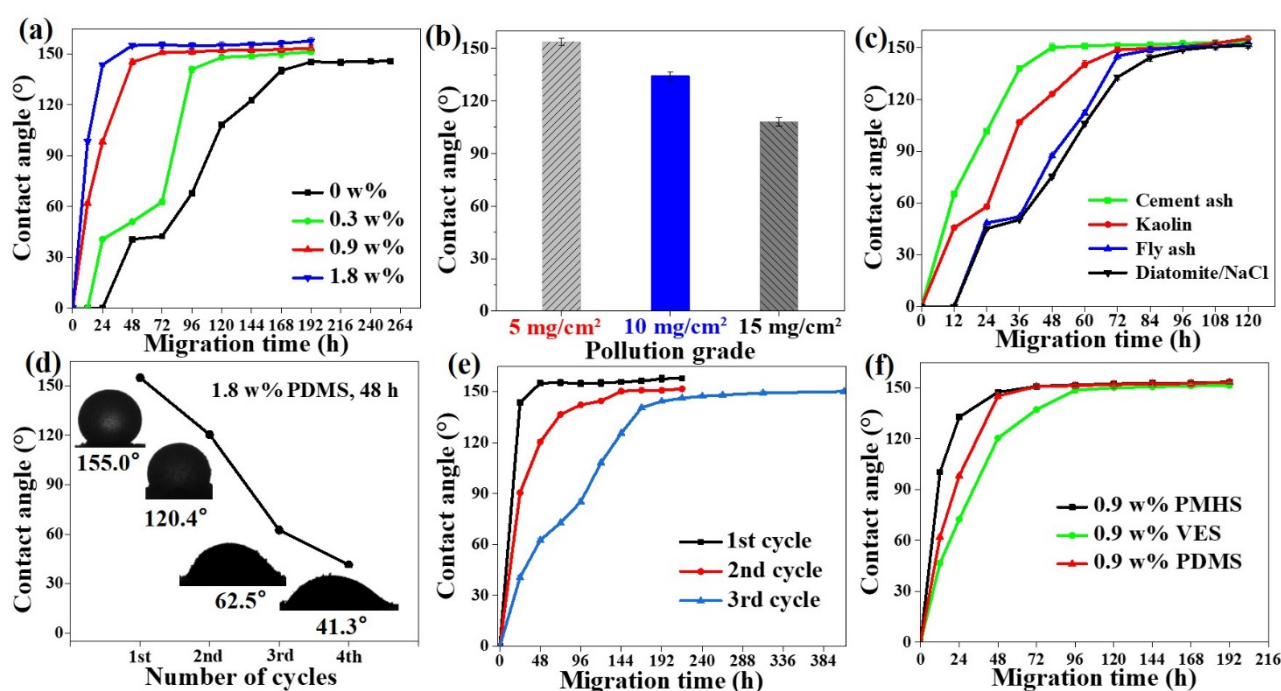 (a)
Contact angle (°)
150
120
90
60
30
0
0 w%
0.3 w%
0.9 w%
1.8 w%
0 24 48 72 96 120 144 168 192 216 240 264
Migration time (h)
(b)
Contact angle (°)
150
120
90
60
30
0
5 mg/cm²
10 mg/cm²
15 mg/cm²
Pollution grade
(c)
Contact angle (°)
150
120
90
60
30
0
Cement ash
Kaolin
Fly ash
Diatomite/NaCl
0 12 24 36 48 60 72 84 96 108 120
Migration time (h)
(d)
Contact angle (°)
150
120
90
60
30
0
1.8 w% PDMS, 48 h
155.0°
120.4°
62.5°
41.3°
1st 2nd 3rd 4th
Number of cycles
(e)
Contact angle (°)
150
120
90
60
30
0
1st cycle
2nd cycle
3rd cycle
0 48 96 144 192 240 288 336 384
Migration time (h)
(f)
Contact angle (°)
150
120
90
60
30
0
0.9 w% PMHS
0.9 w% VES
0.9 w% PDMS
0 24 48 72 96 120 144 168 192 216
Migration time (h)